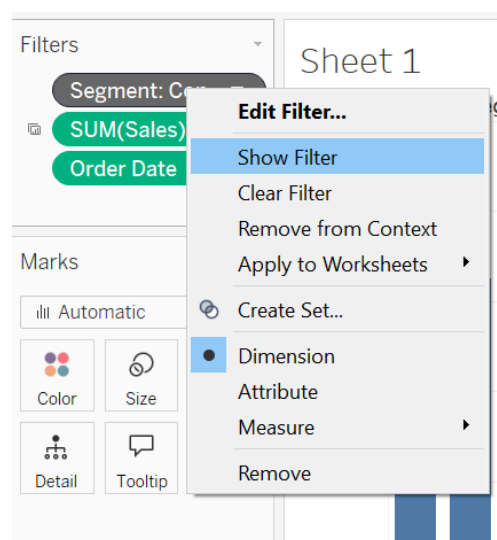 Filters
Sheet 1
Segment: Con
Edit Filter...
SUM(Sales)
Show Filter
Order Date
Clear Filter
Remove from Context
Marks
Apply to Worksheets
Automatic
Create Set...
Dimension
Color
Size
Attribute
Measure
Detail
Tooltip
Remove